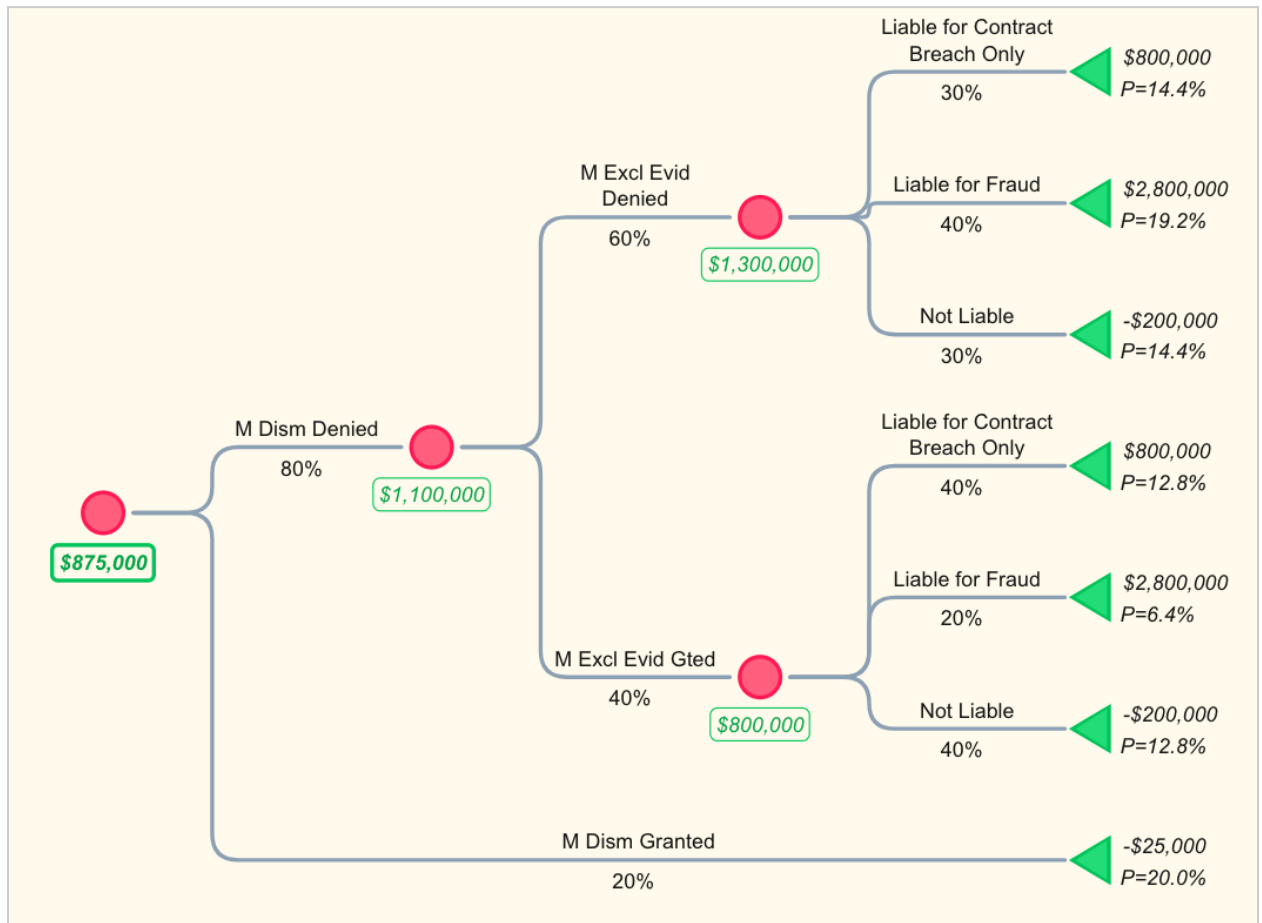 Liable for Contract
Breach Only
30%
$800,000
P=14.4%
M Excl Evid
Denied
60%
$1,300,000
Liable for Fraud
40%
$2,800,000
P=19.2%
Not Liable
30%
-$200,000
P=14.4%
M Dism Denied
80%
$1,100,000
Liable for Contract
Breach Only
40%
$800,000
P=12.8%
$875,000
Liable for Fraud
20%
$2,800,000
P=6.4%
M Excl Evid Gted
40%
$800,000
Not Liable
40%
-$200,000
P=12.8%
M Dism Granted
20%
-$25,000
P=20.0%